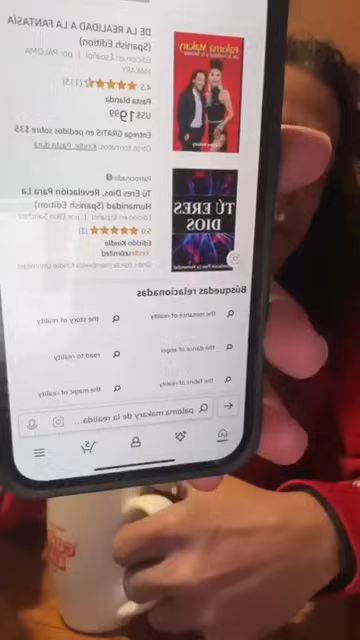 DE LA REALIDAD A LA FANTASÍA
(Spanish Edition)
Edición en Español | por PALOMA
MAKARY
4.5 (113)
Pasta blanda
US$19.99
Entrega GRATIS en pedidos sobre $35
Otros formatos: Kindle, Pasta dura
Paloma Makary
Patrocinado
Tú Eres Dios, Revelación Para La
Humanidad (Spanish Edition)
Edición en Español | por
5.0
Edición Kindle
kindleunlimited
TÚ ERES
DIOS
Búsquedas relacionadas
the romance of reality
the story of reality
the dance of anger
road to reality
the fabric of reality
the magic of reality
paloma makary de la realida...